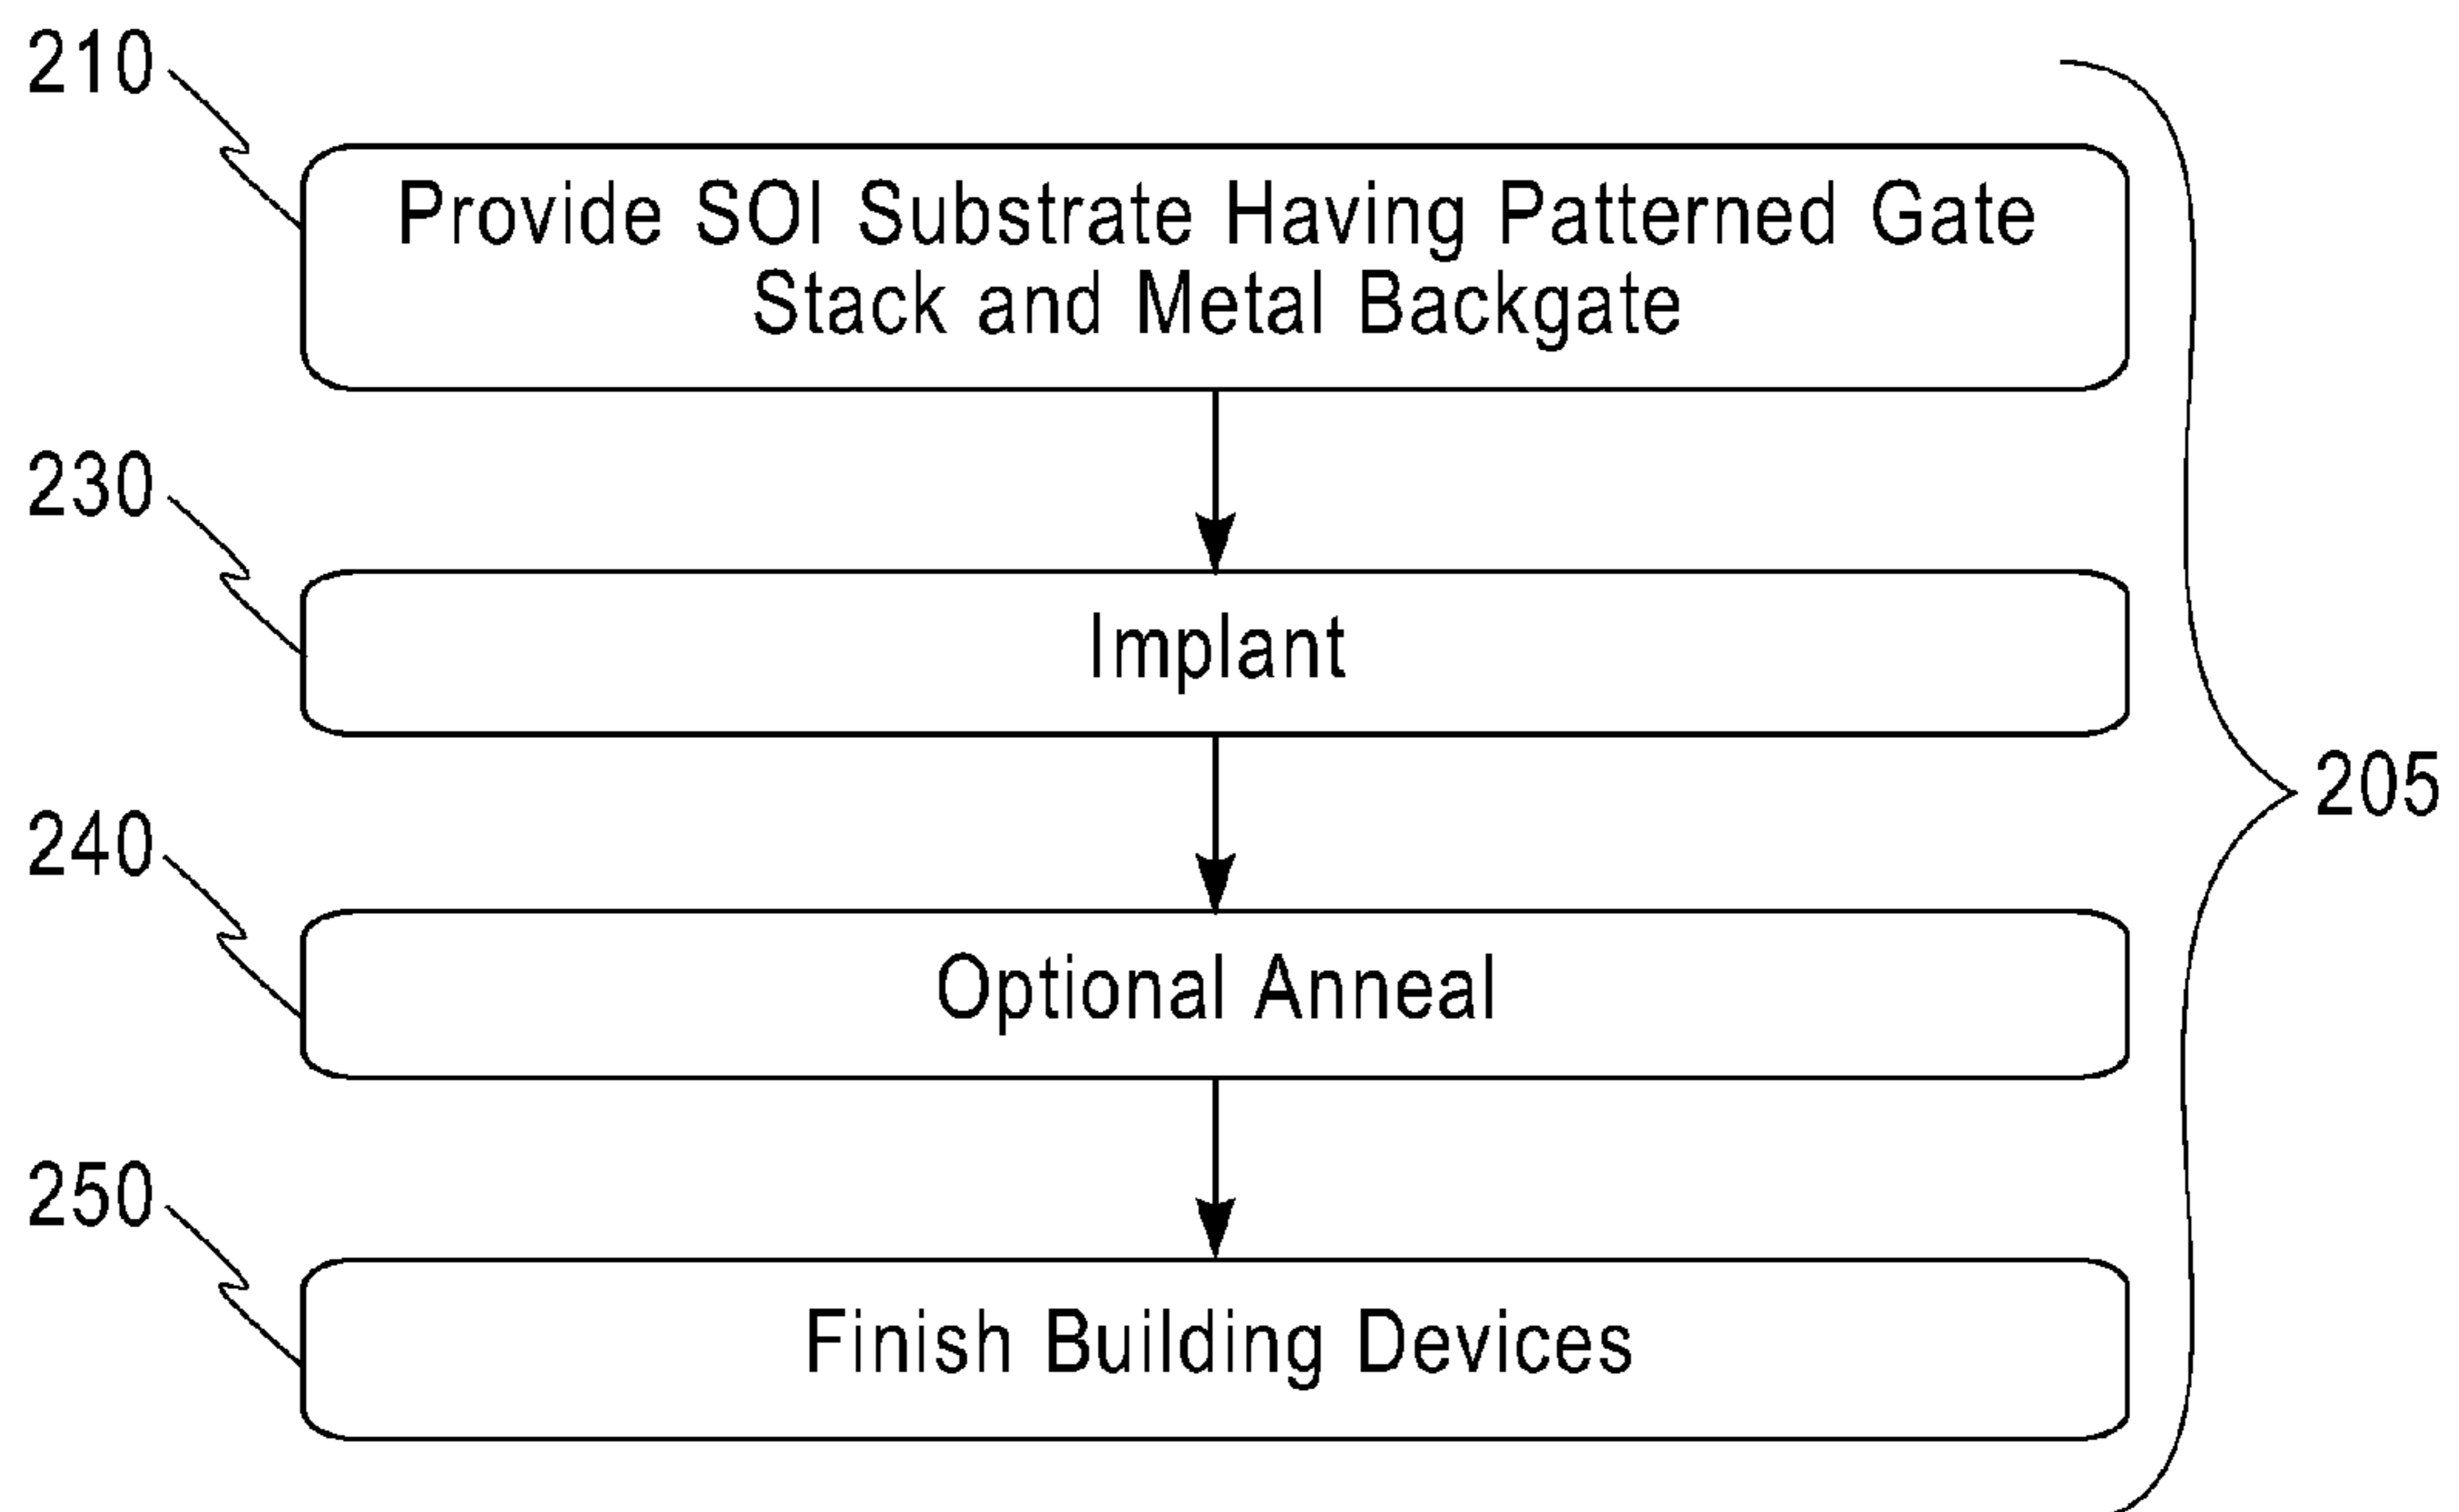 210
Provide SOI Substrate Having Patterned Gate
Stack and Metal Backgate
230
Implant
205
240
Optional Anneal
250
Finish Building Devices